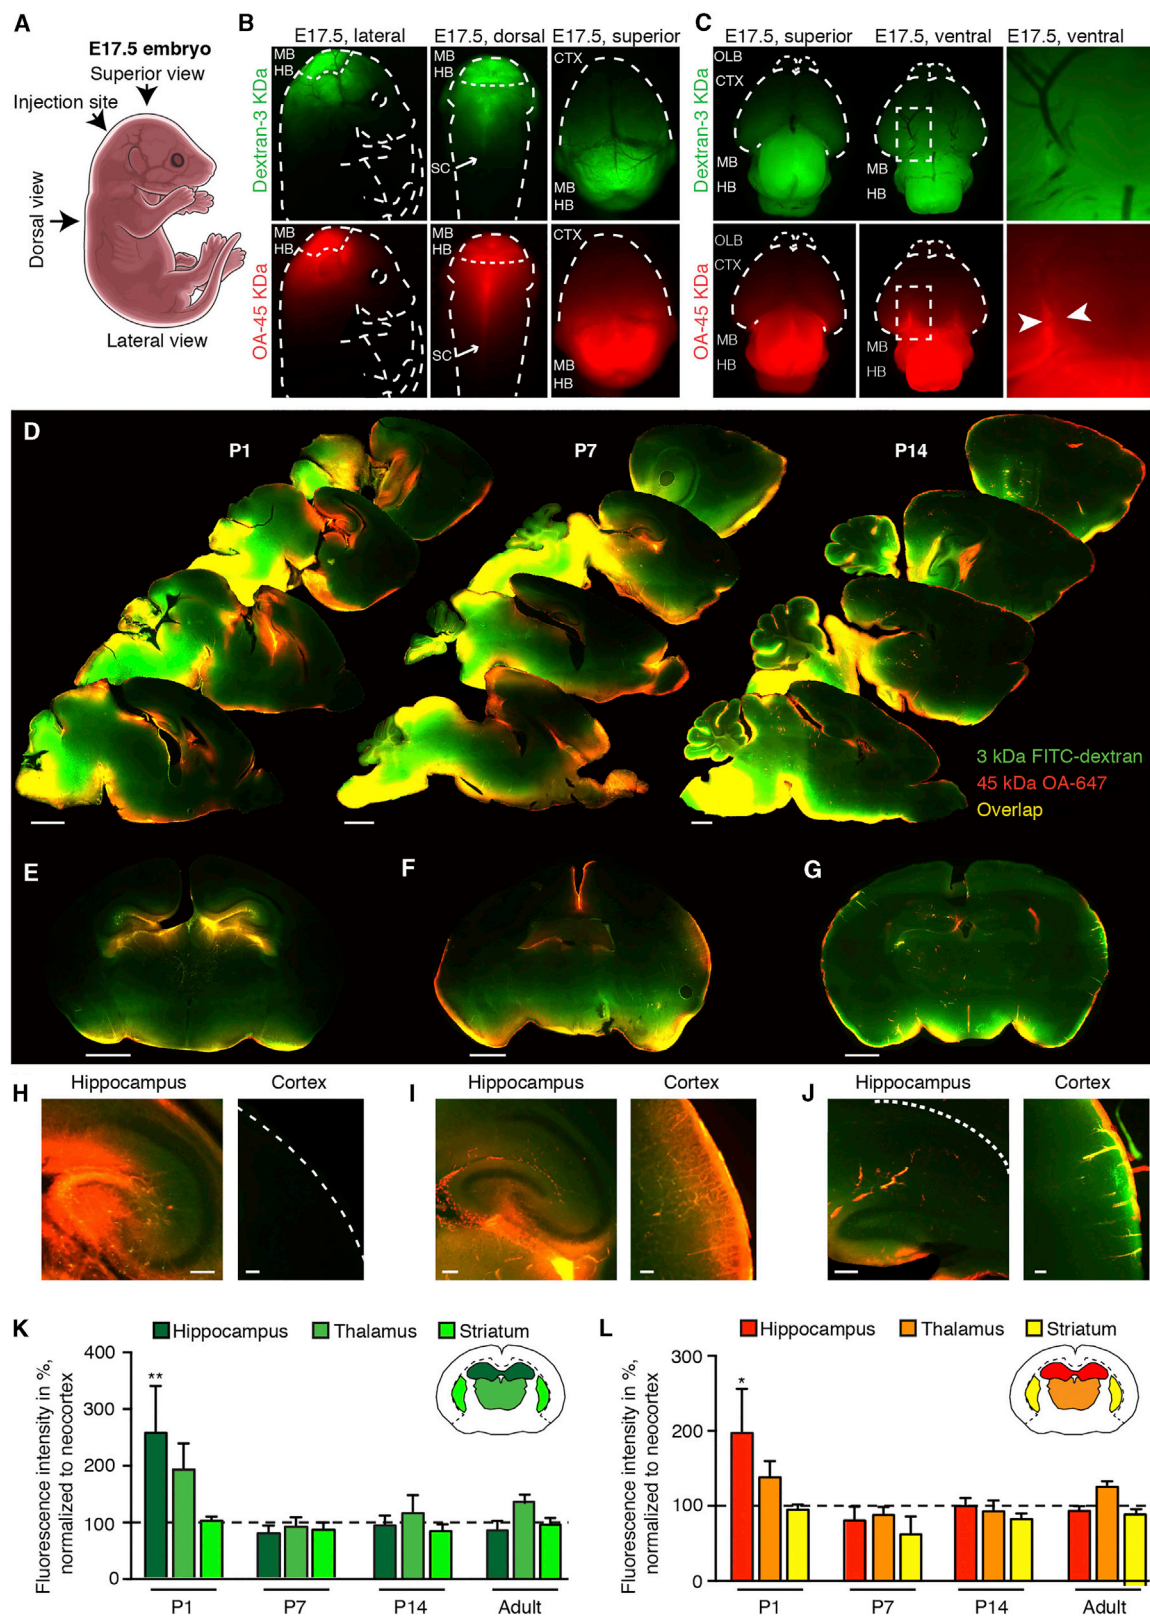 A
E17.5 embryo
Superior view
Injection site
Dorsal view
Lateral view
B
E17.5, lateral
E17.5, dorsal
E17.5, superior
Dextran-3 KDa
MB
HB
MB
HB
SC
CTX
MB
HB
OA-45 KDa
MB
HB
MB
HB
SC
CTX
MB
HB
C
E17.5, superior
E17.5, ventral
E17.5, ventral
Dextran-3 KDa
OLB
CTX
MB
HB
MB
HB
OA-45 KDa
OLB
CTX
MB
HB
MB
HB
D
P1
P7
P14
3 kDa FITC-dextran
45 kDa OA-647
Overlap
E
F
G
H
Hippocampus
Cortex
I
Hippocampus
Cortex
J
Hippocampus
Cortex
K
Hippocampus
Thalamus
Striatum
Fluorescence intensity in %,
normalized to neocortex
400
300
200
100
0
**
P1
P7
P14
Adult
L
Hippocampus
Thalamus
Striatum
Fluorescence intensity in %,
normalized to neocortex
300
200
100
0
*
P1
P7
P14
Adult